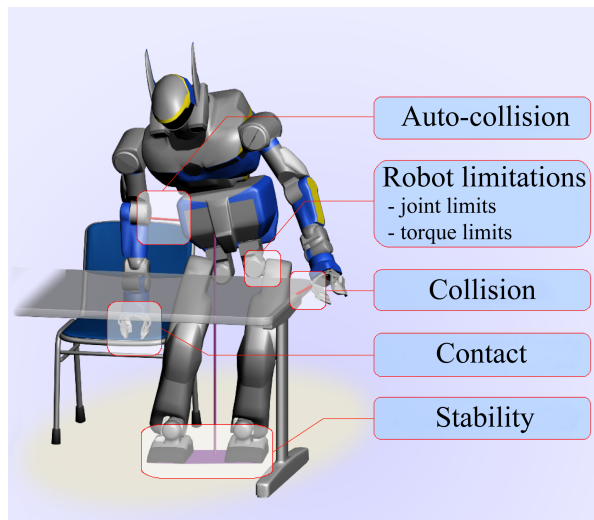 Auto-collision
Robot limitations
- joint limits
- torque limits
Collision
Contact
Stability